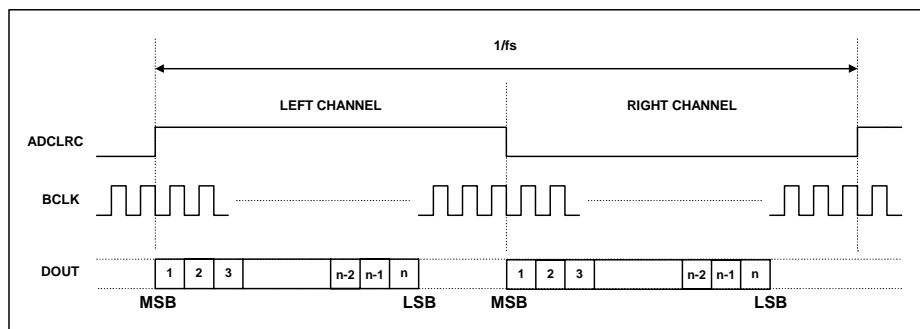 1/fs
LEFT CHANNEL RIGHT CHANNEL
ADCLRC
BCLK
DOUT 1 2 3 n-2 n-1 n 1 2 3 n-2 n-1 n
MSB LSB MSB LSB